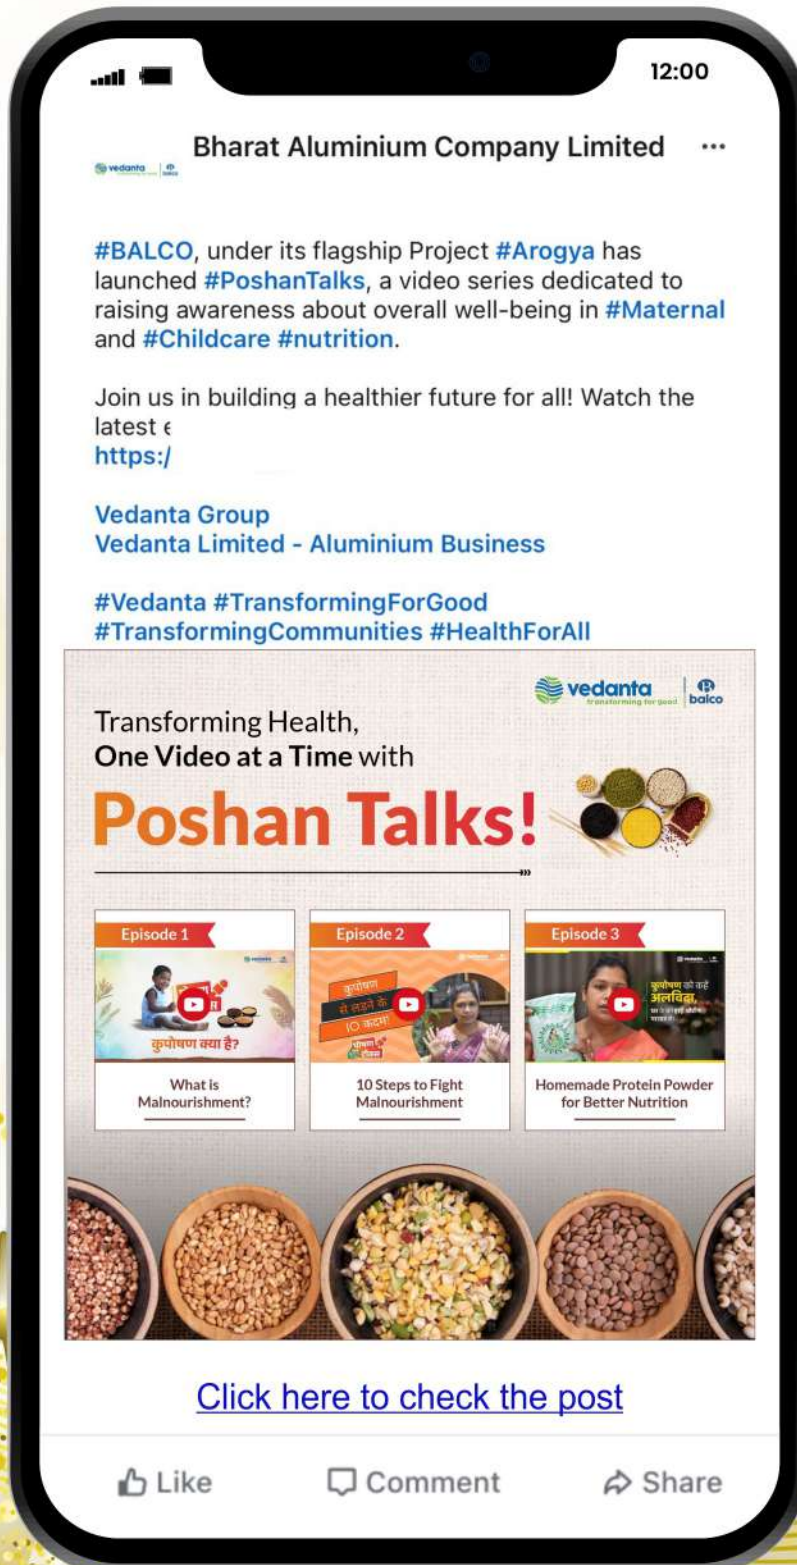 12:00
vedanta
balco
Bharat Aluminium Company Limited
#BALCO, under its flagship Project #Arogya has
launched #PoshanTalks, a video series dedicated to
raising awareness about overall well-being in #Maternal
and #Childcare #nutrition.
Join us in building a healthier future for all! Watch the
latest
https:/
Vedanta Group
Vedanta Limited - Aluminium Business
#Vedanta #TransformingForGood
#TransformingCommunities #HealthForAll
vedanta
transforming for good
balco
Transforming Health,
One Video at a Time with
Poshan Talks!
Episode 1
कुपोषण क्या है?
What is
Malnourishment?
Episode 2
कुपोषण
से लड़ने के
10 कदम!
पोषण
टॉक्स
10 Steps to Fight
Malnourishment
Episode 3
कुपोषण को कहें
अलविदा,
Homemade Protein Powder
for Better Nutrition
Click here to check the post
Like
Comment
Share